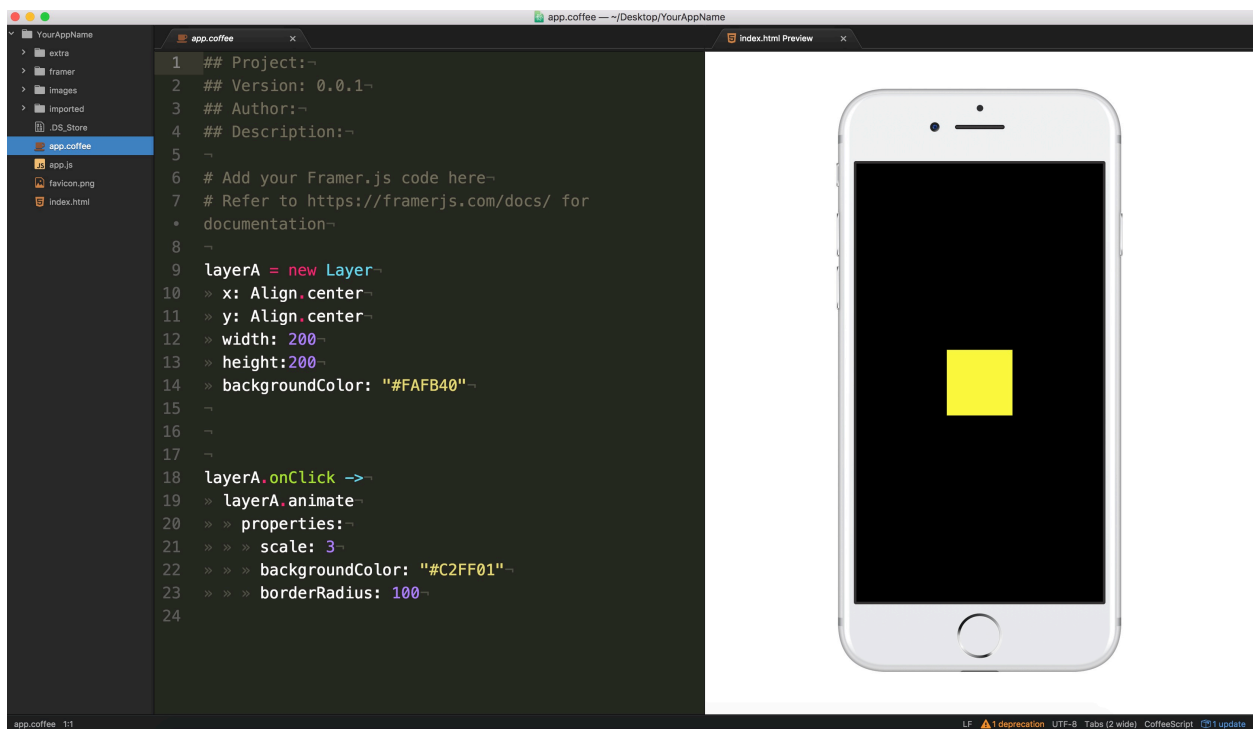 app.coffee — ~/Desktop/YourAppName
YourAppName
extra
framer
images
imported
.DS_Store
app.coffee
app.js
favicon.png
index.html
app.coffee ×
1 ## Project:¬
2 ## Version: 0.0.1¬
3 ## Author:¬
4 ## Description:¬
5 ¬
6 # Add your Framer.js code here¬
7 # Refer to https://framerjs.com/docs/ for
• documentation¬
8 ¬
9 layerA = new Layer¬
10 » x: Align.center¬
11 » y: Align.center¬
12 » width: 200¬
13 » height:200¬
14 » backgroundColor: "#FAFB40"¬
15 ¬
16 ¬
17 ¬
18 layerA.onClick ->¬
19 » layerA.animate¬
20 » » properties:¬
21 » » » scale: 3¬
22 » » » backgroundColor: "#C2FF01"¬
23 » » » borderRadius: 100¬
24
index.html Preview ×
app.coffee 1:1
LF 1 deprecation UTF-8 Tabs (2 wide) CoffeeScript 1 update